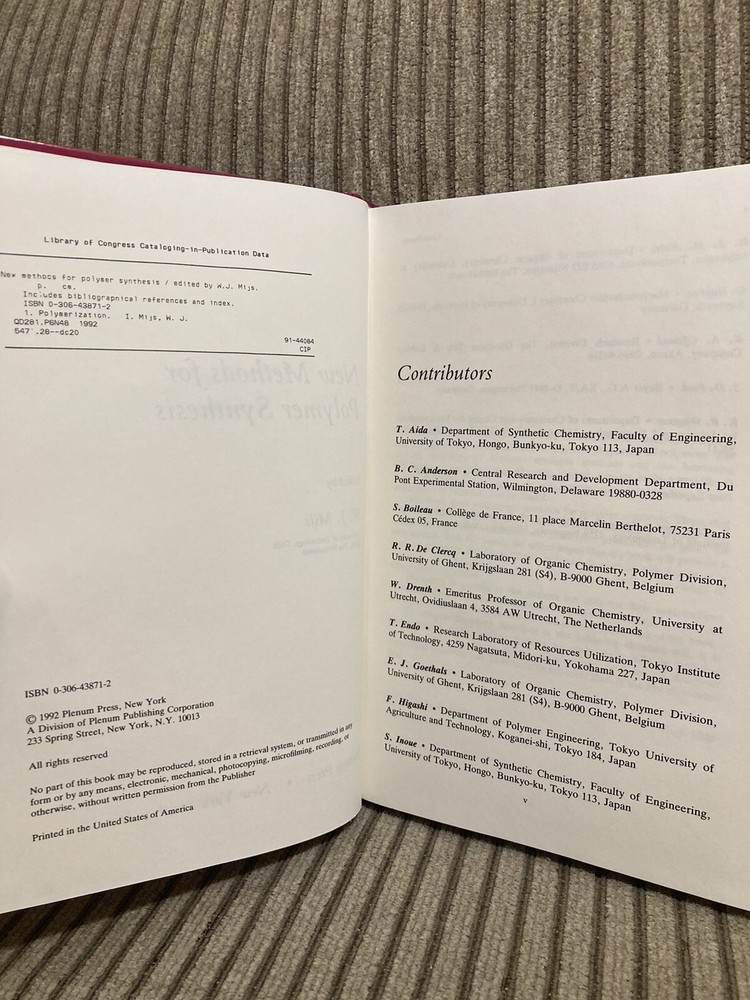 Library of Congress Cataloging-in-Publication Data
New methods for polymer synthesis / edited by W.J. Mijs.
p. cm.
Includes bibliographical references and index.
ISBN 0-306-43871-2
1. Polymerization. I. Mijs, W. J.
QD281.P6N48 1992
547'.28--dc20
91-44084
CIP
ISBN 0-306-43871-2
© 1992 Plenum Press, New York
A Division of Plenum Publishing Corporation
233 Spring Street, New York, N.Y. 10013
All rights reserved
No part of this book may be reproduced, stored in a retrieval system, or transmitted in any
form or by any means, electronic, mechanical, photocopying, microfilming, recording, or
otherwise, without written permission from the Publisher
Printed in the United States of America
Contributors
T. Aida • Department of Synthetic Chemistry, Faculty of Engineering,
University of Tokyo, Hongo, Bunkyo-ku, Tokyo 113, Japan
B. C. Anderson • Central Research and Development Department, Du
Pont Experimental Station, Wilmington, Delaware 19880-0328
S. Boileau • Collège de France, 11 place Marcelin Berthelot, 75231 Paris
Cédex 05, France
R. R. De Clercq • Laboratory of Organic Chemistry, Polymer Division,
University of Ghent, Krijgslaan 281 (S4), B-9000 Ghent, Belgium
W. Drenth • Emeritus Professor of Organic Chemistry, University at
Utrecht, Ovidiuslaan 4, 3584 AW Utrecht, The Netherlands
T. Endo • Research Laboratory of Resources Utilization, Tokyo Institute
of Technology, 4259 Nagatsuta, Midori-ku, Yokohama 227, Japan
E. J. Goethals • Laboratory of Organic Chemistry, Polymer Division,
University of Ghent, Krijgslaan 281 (S4), B-9000 Ghent, Belgium
F. Higashi • Department of Polymer Engineering, Tokyo University of
Agriculture and Technology, Koganei-shi, Tokyo 184, Japan
S. Inoue • Department of Synthetic Chemistry, Faculty of Engineering,
University of Tokyo, Hongo, Bunkyo-ku, Tokyo 113, Japan
v